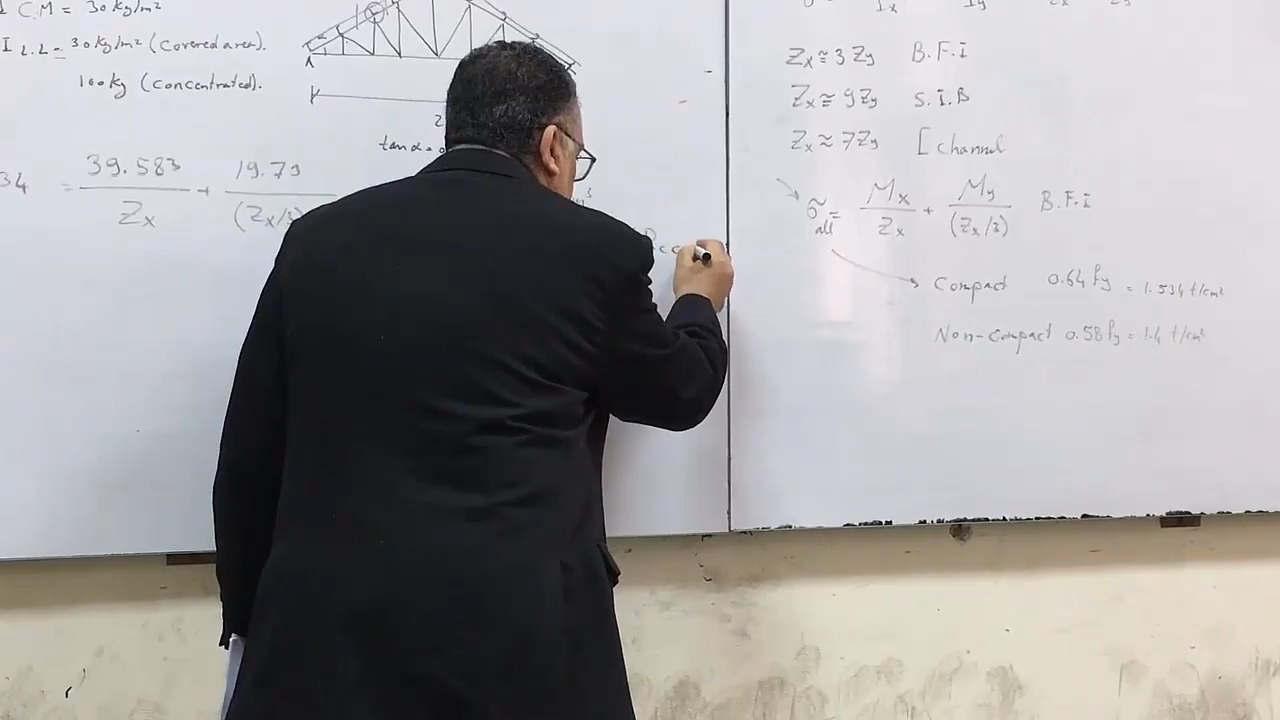 C.M = 30 kg/m²
L.L = 30 kg/m² (covered area).
100 kg (concentrated).
tan α =
34 = 39.583 / Zx + 19.79 / (Zx/3)
Zx ≈ 3 Zy B.F.I
Zx ≈ 9 Zy S.I.B
Zx ≈ 7 Zy [ channel
σ all = Mx / Zx + My / (Zx/3) B.F.I
Compact 0.64 fy = 1.534 t/cm²
Non-compact 0.58 fy = 1.4 t/cm²